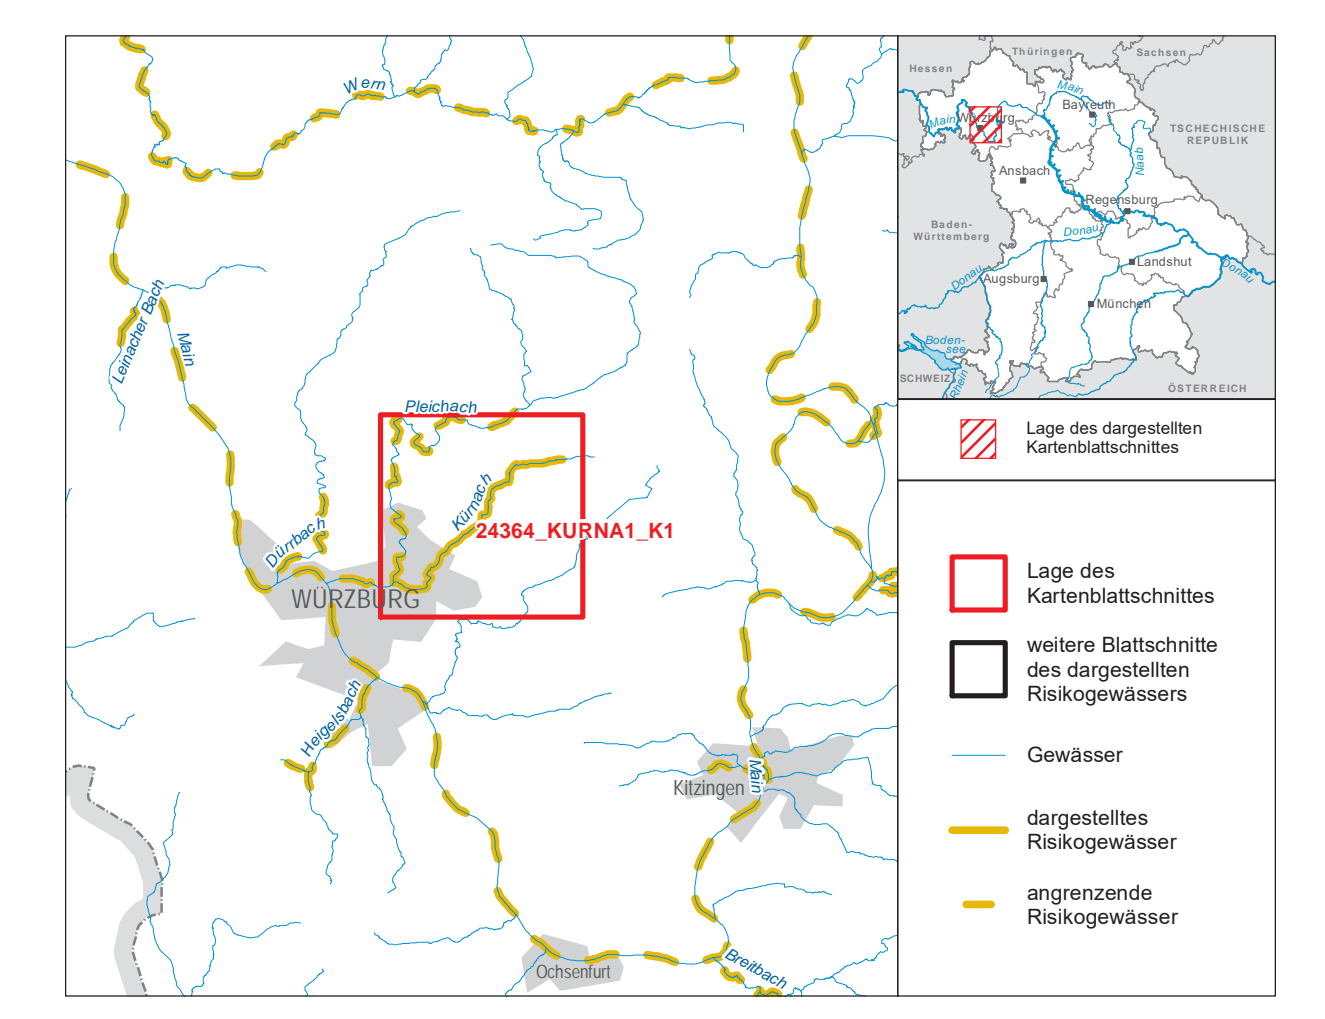 Wern
Leinacher Bach
Main
Pleichach
Kürnach
24364_KURNA1_K1
Dürrbach
WÜRZBURG
Heigelsbach
Kitzingen
Main
Ochsenfurt
Breitbach
Thüringen
Sachsen
Hessen
Main
Bayreuth
Main
Würzburg
TSCHECHISCHE
REPUBLIK
Naab
Ansbach
Regensburg
Baden-
Württemberg
Donau
Landshut
Donau
Augsburg
Donau
München
Boden-
see
SCHWEIZ
Rhein
ÖSTERREICH
Lage des dargestellten
Kartenblattschnittes
Lage des
Kartenblattschnittes
weitere Blattschnitte
des dargestellten
Risikogewässers
Gewässer
dargestelltes
Risikogewässer
angrenzende
Risikogewässer